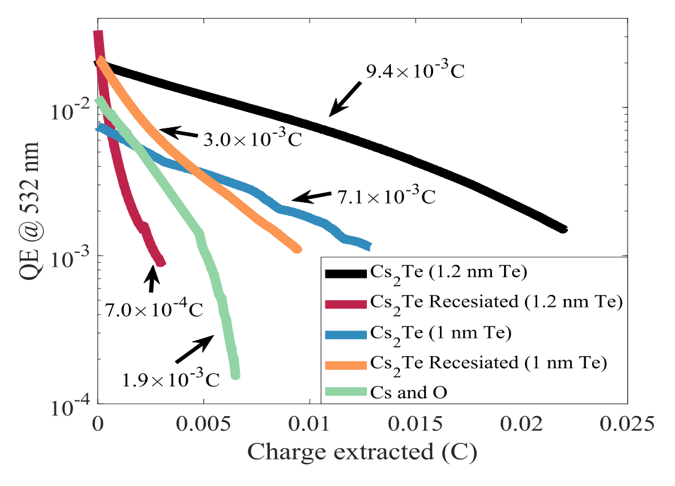 9.4×10⁻³C
10⁻²
3.0×10⁻³C
7.1×10⁻³C
QE @ 532 nm
10⁻³
Cs₂Te (1.2 nm Te)
Cs₂Te Recesiated (1.2 nm Te)
7.0×10⁻⁴C
Cs₂Te (1 nm Te)
Cs₂Te Recesiated (1 nm Te)
1.9×10⁻³C
Cs and O
10⁻⁴
0 0.005 0.01 0.015 0.02 0.025
Charge extracted (C)